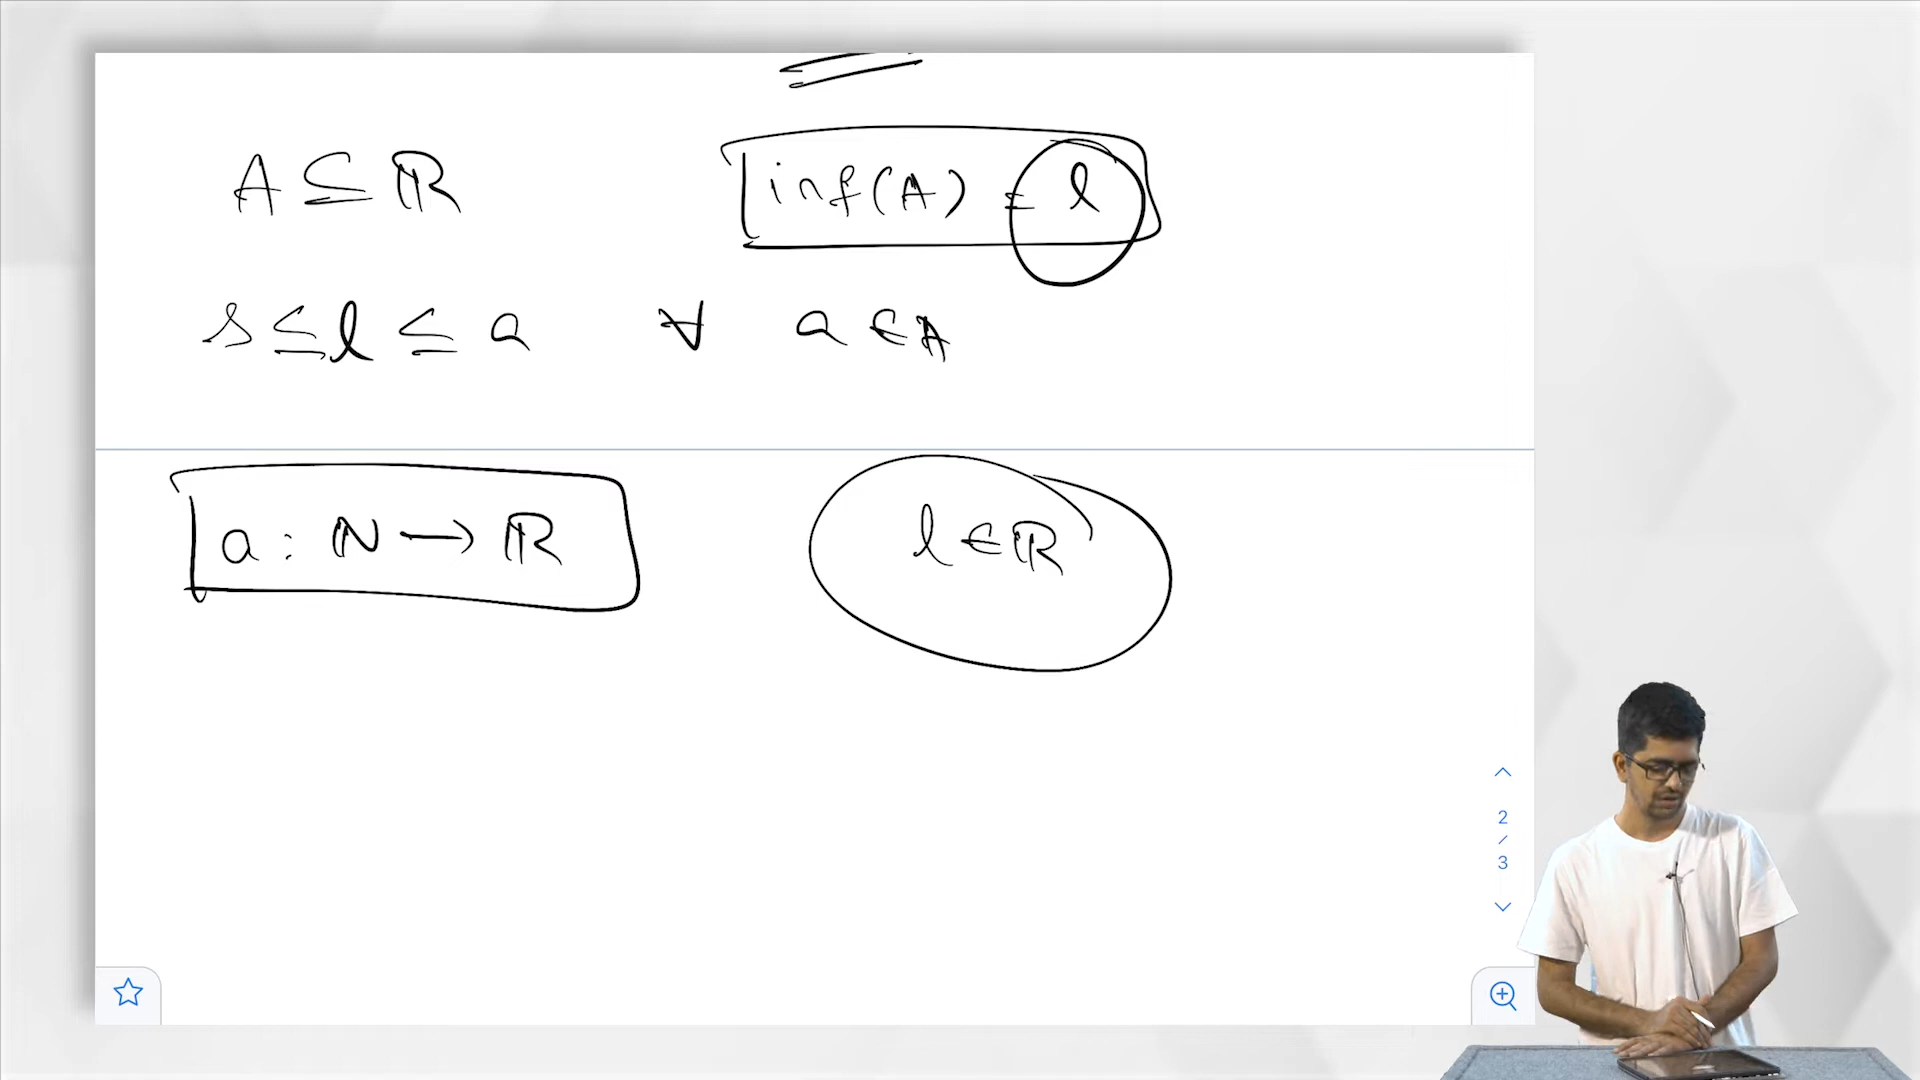 A ⊆ ℝ inf(A) = l
s ≤ l ≤ a ∀ a ∈ A
a : ℕ → ℝ l ∈ ℝ
2
/
3